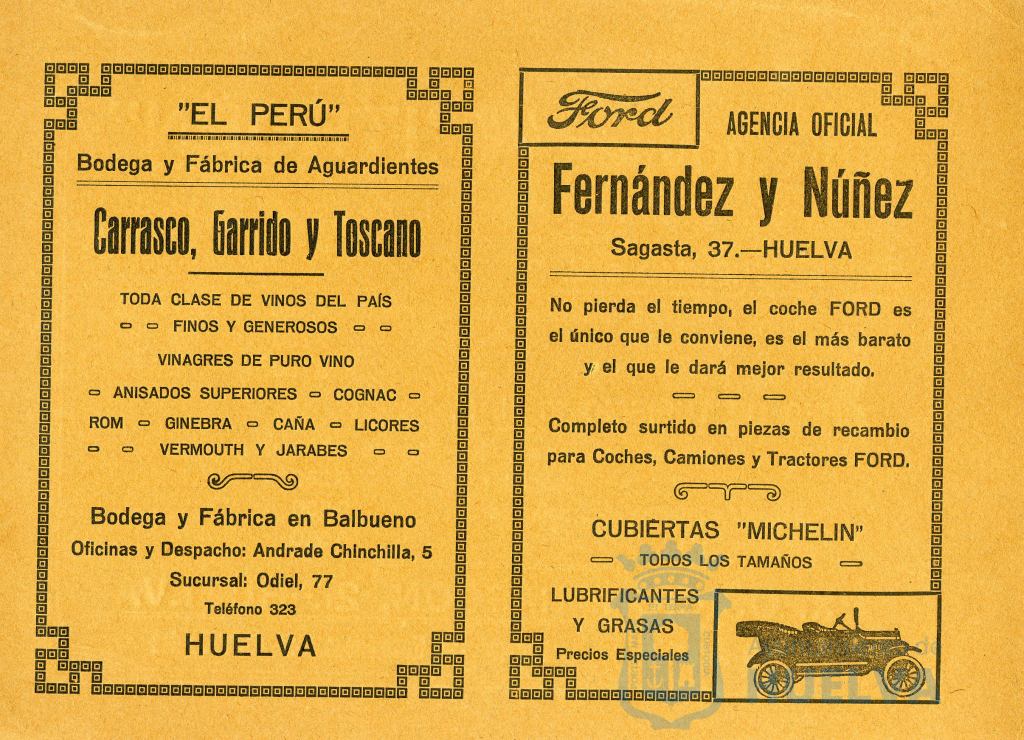 "EL PERÚ"
Bodega y Fábrica de Aguardientes
Carrasco, Garrido y Toscano
TODA CLASE DE VINOS DEL PAÍS
FINOS Y GENEROSOS
VINAGRES DE PURO VINO
ANISADOS SUPERIORES COGNAC
ROM GINEBRA CAÑA LICORES
VERMOUTH Y JARABES
Bodega y Fábrica en Balbueno
Oficinas y Despacho: Andrade Chinchilla, 5
Sucursal: Odiel, 77
Teléfono 323
HUELVA
Ford
AGENCIA OFICIAL
Fernández y Núñez
Sagasta, 37.—HUELVA
No pierda el tiempo, el coche FORD es
el único que le conviene, es el más barato
y el que le dará mejor resultado.
Completo surtido en piezas de recambio
para Coches, Camiones y Tractores FORD.
CUBIERTAS "MICHELIN"
TODOS LOS TAMAÑOS
LUBRIFICANTES
Y GRASAS
Precios Especiales
HUELVA